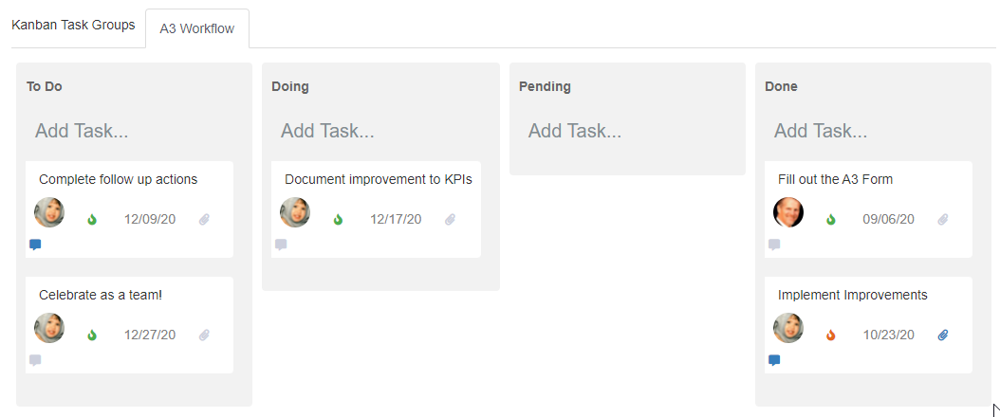 Kanban Task Groups
A3 Workflow
To Do
Add Task...
Complete follow up actions
12/09/20
Celebrate as a team!
12/27/20
Doing
Add Task...
Document improvement to KPIs
12/17/20
Pending
Add Task...
Done
Add Task...
Fill out the A3 Form
09/06/20
Implement Improvements
10/23/20